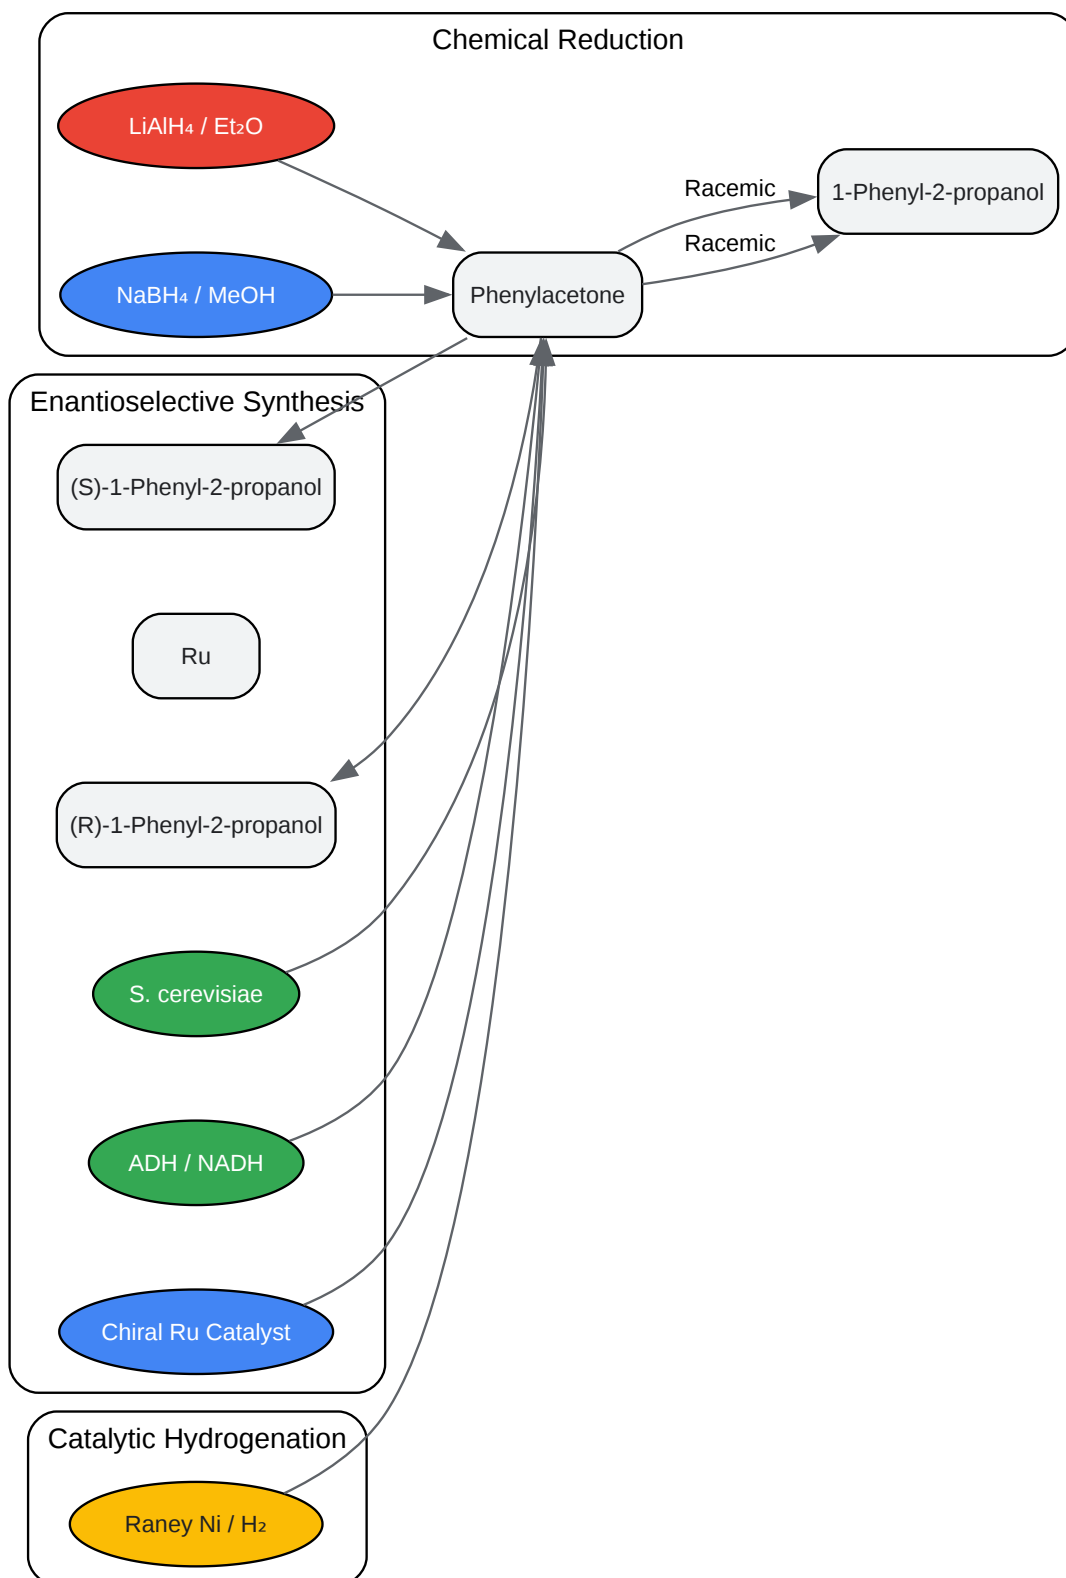 Chemical Reduction
LiAlH₄ / Et₂O
Racemic
1-Phenyl-2-propanol
Racemic
NaBH₄ / MeOH
Phenylacetone
Enantioselective Synthesis
(S)-1-Phenyl-2-propanol
Ru
(R)-1-Phenyl-2-propanol
S. cerevisiae
ADH / NADH
Chiral Ru Catalyst
Catalytic Hydrogenation
Raney Ni / H₂